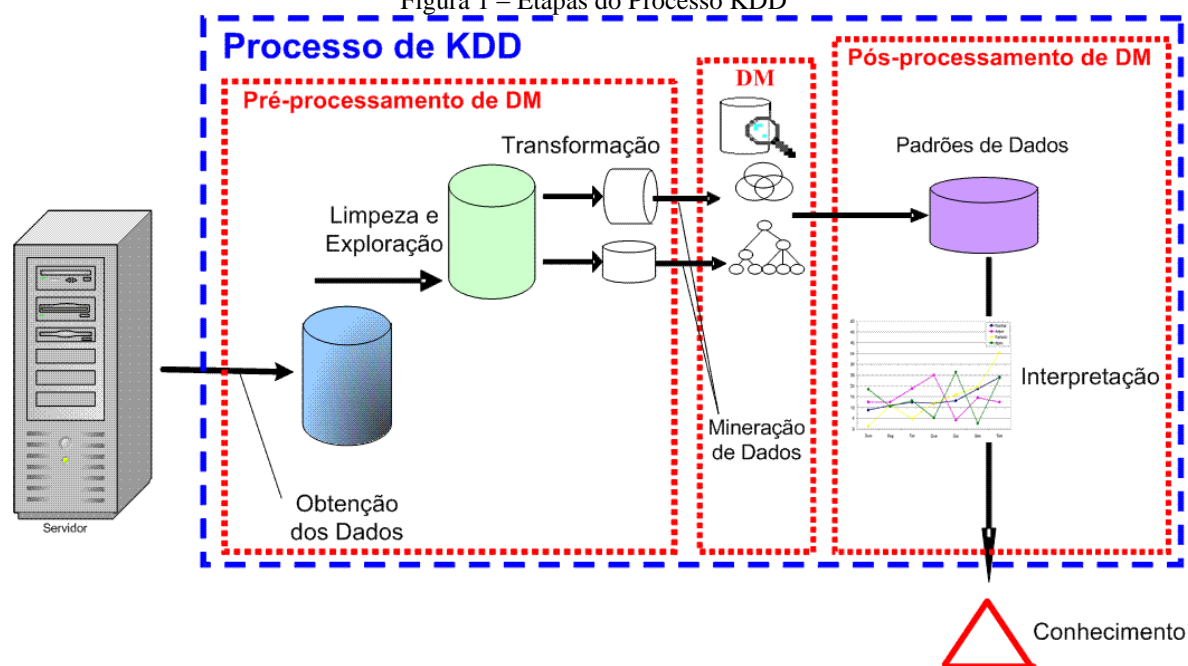 Figura 1 – Etapas do Processo KDD
Processo de KDD
Pré-processamento de DM
DM
Pós-processamento de DM
Transformação
Padrões de Dados
Limpeza e
Exploração
Interpretação
Mineração
de Dados
Obtenção
dos Dados
Servidor
Conhecimento